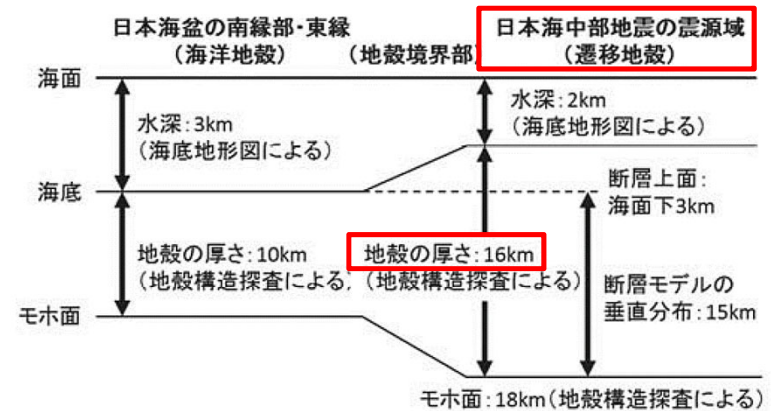 日本海盆の南縁部・東縁
（海洋地殻）
（地殻境界部）
日本海中部地震の震源域
（遷移地殻）
海面
水深：3km
（海底地形図による）
水深：2km
（海底地形図による）
海底
断層上面：
海面下3km
地殻の厚さ：10km
（地殻構造探査による）
地殻の厚さ：16km
（地殻構造探査による）
断層モデルの
垂直分布：15km
モホ面
モホ面：18km（地殻構造探査による）